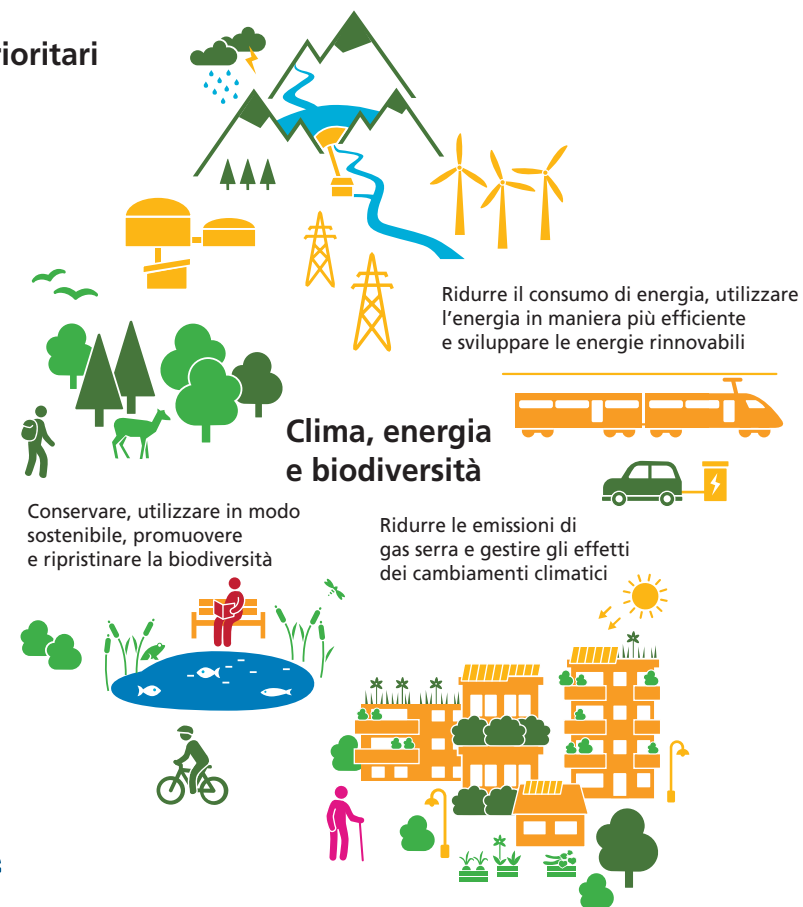 ioritari
Ridurre il consumo di energia, utilizzare
l’energia in maniera più efficiente
e sviluppare le energie rinnovabili
Clima, energia
e biodiversità
Conservare, utilizzare in modo
sostenibile, promuovere
e ripristinare la biodiversità
Ridurre le emissioni di
gas serra e gestire gli effetti
dei cambiamenti climatici